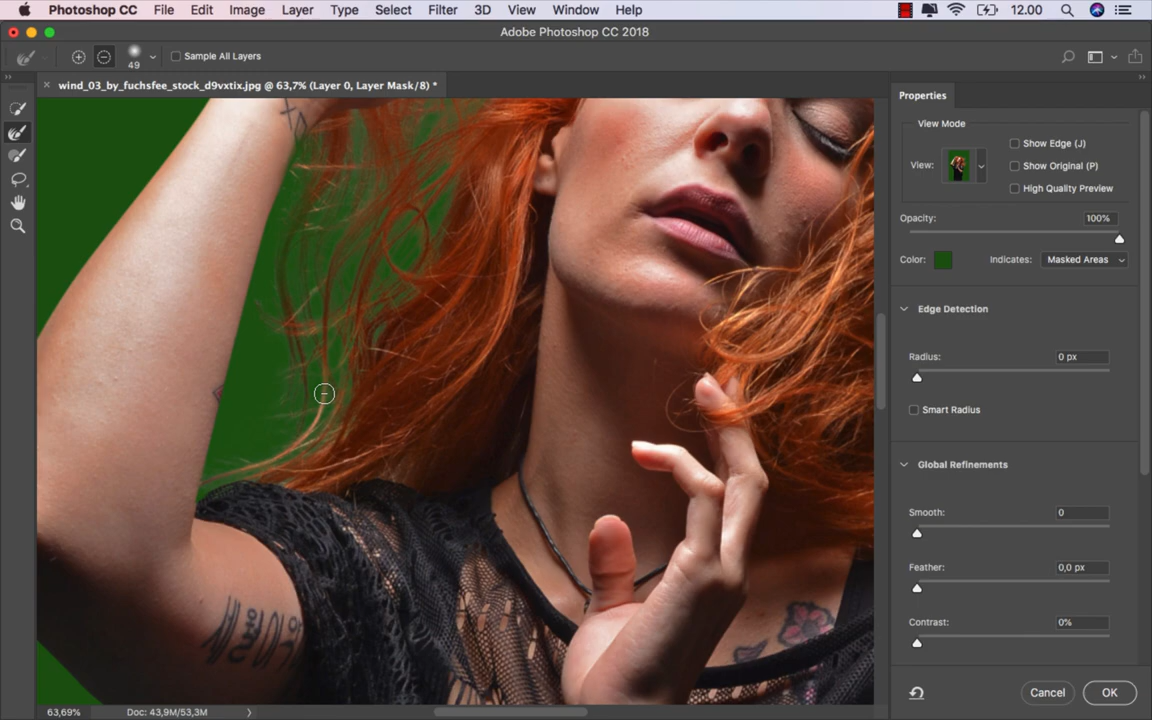 Photoshop CC File Edit Image Layer Type Select Filter 3D View Window Help 12.00
Adobe Photoshop CC 2018
49 Sample All Layers
wind_03_by_fuchsfee_stock_d9vxtix.jpg @ 63,7% (Layer 0, Layer Mask/8) *
Properties
View Mode
Show Edge (J)
View: Show Original (P)
High Quality Preview
Opacity: 100%
Color: Indicates: Masked Areas
Edge Detection
Radius: 0 px
Smart Radius
Global Refinements
Smooth: 0
Feather: 0,0 px
Contrast: 0%
Cancel OK
63,69% Doc: 43,9M/53,3M